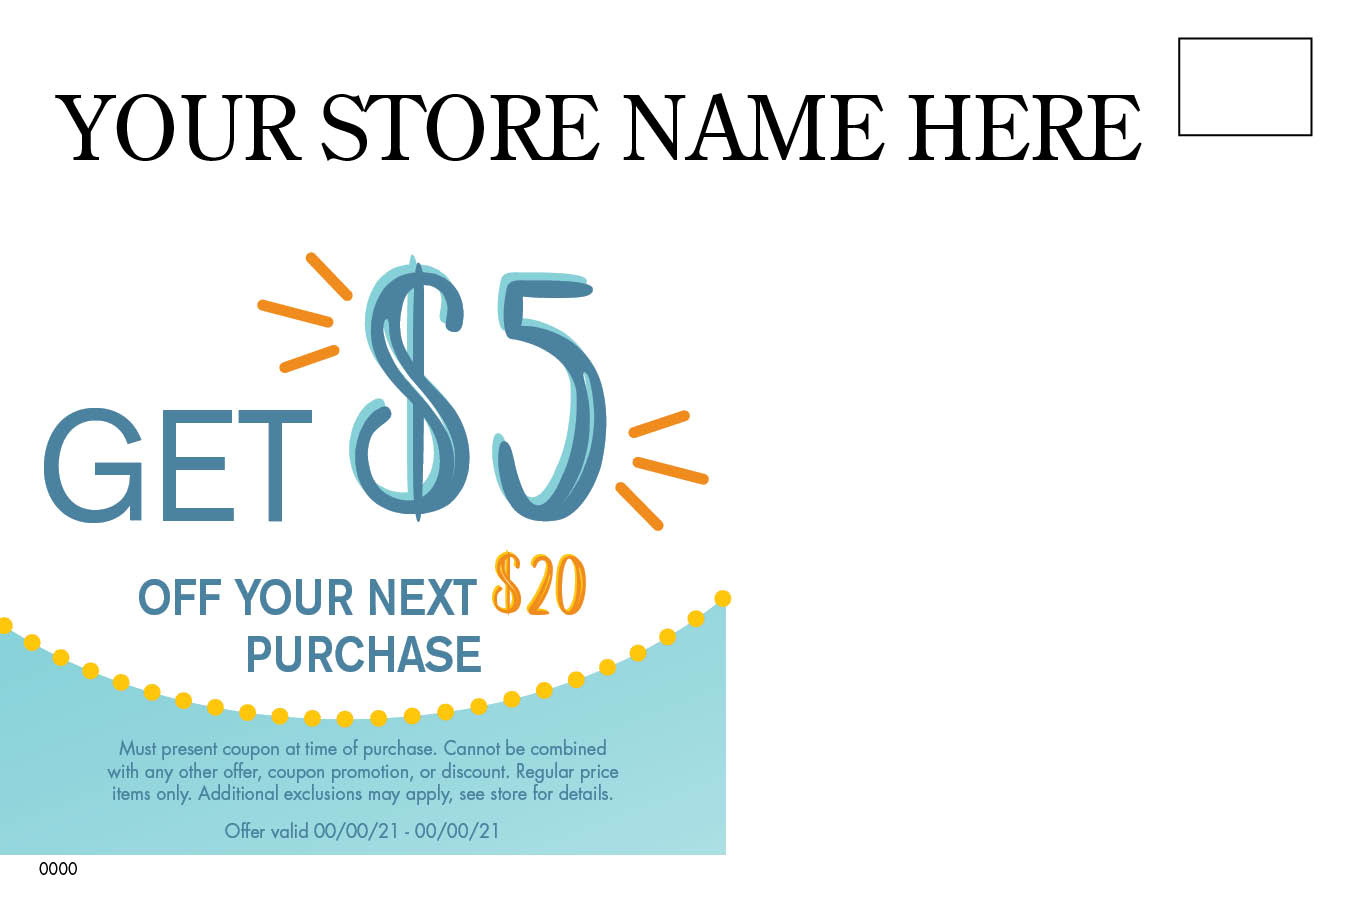 YOUR STORE NAME HERE
GET $5
OFF YOUR NEXT $20
PURCHASE
Must present coupon at time of purchase. Cannot be combined
with any other offer, coupon promotion, or discount. Regular price
items only. Additional exclusions may apply, see store for details.
Offer valid 00/00/21 - 00/00/21
0000